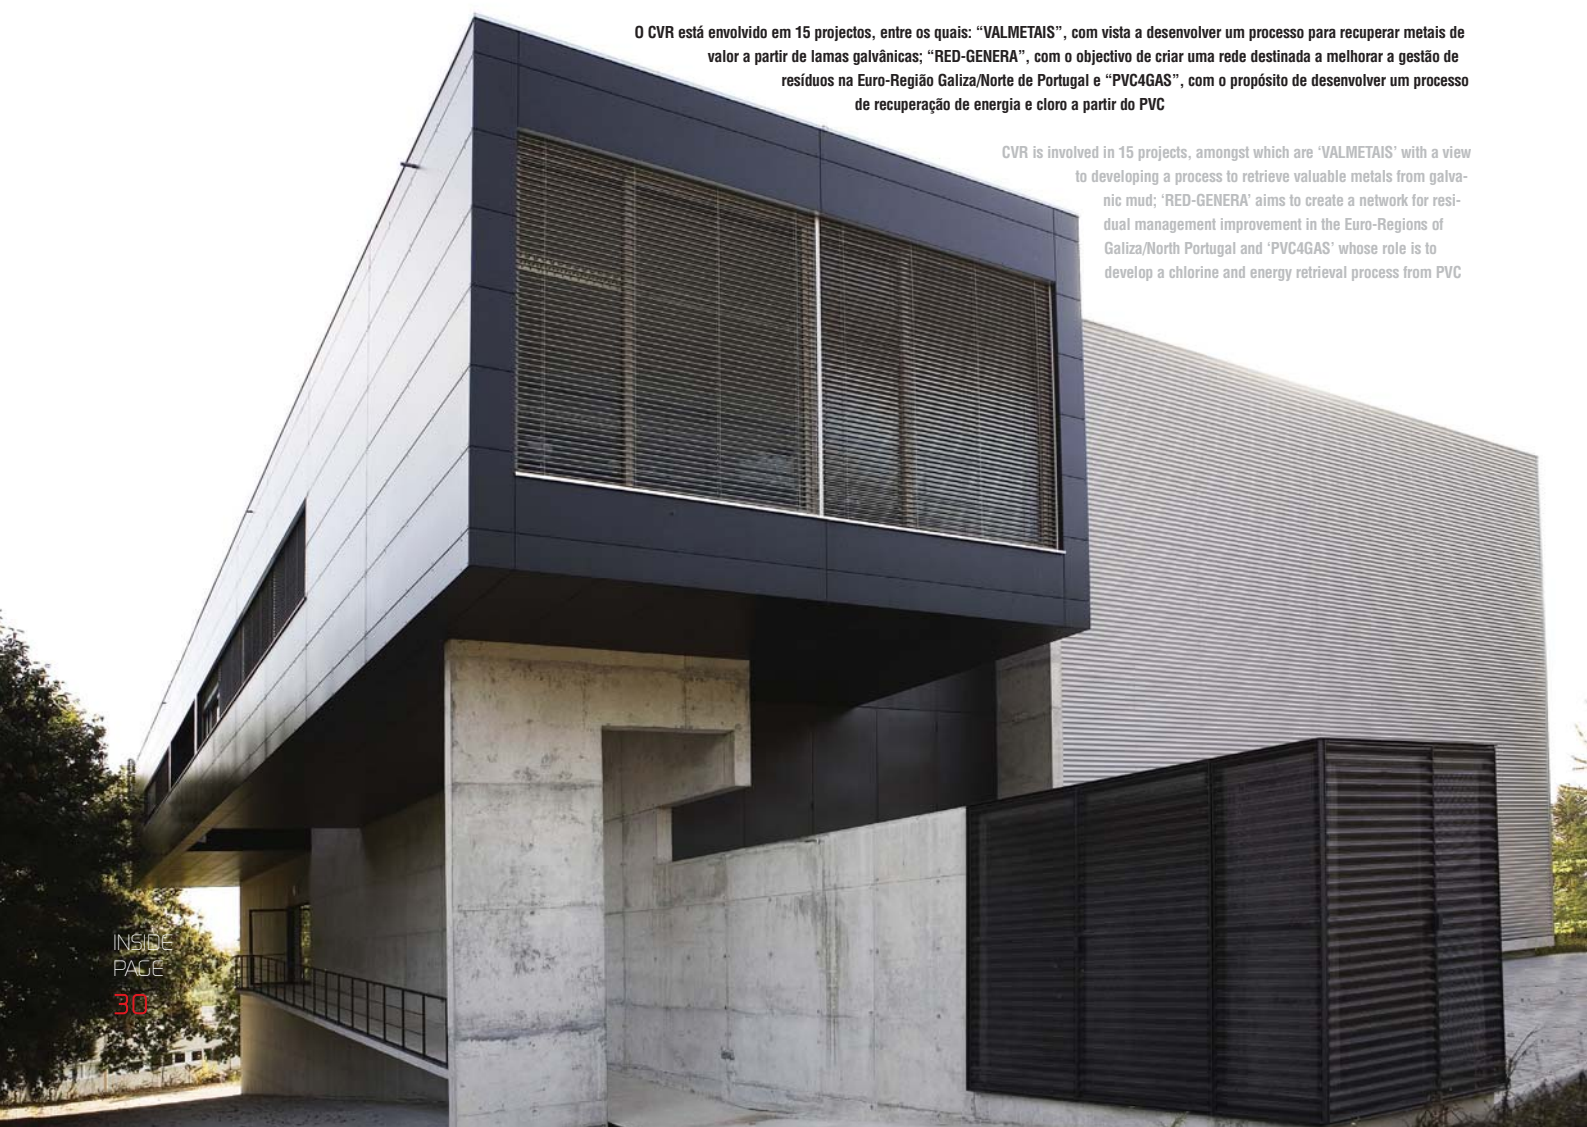 O CVR está envolvido em 15 projectos, entre os quais: “VALMETAIS”, com vista a desenvolver um processo para recuperar metais de
valor a partir de lamas galvânicas; “RED-GENERA”, com o objectivo de criar uma rede destinada a melhorar a gestão de
resíduos na Euro-Região Galiza/Norte de Portugal e “PVC4GAS”, com o propósito de desenvolver um processo
de recuperação de energia e cloro a partir do PVC
CVR is involved in 15 projects, amongst which are ‘VALMETAIS’ with a view
to developing a process to retrieve valuable metals from galva-
nic mud; ‘RED-GENERA’ aims to create a network for resi-
dual management improvement in the Euro-Regions of
Galiza/North Portugal and ‘PVC4GAS’ whose role is to
develop a chlorine and energy retrieval process from PVC
INSIDE
PAGE
30